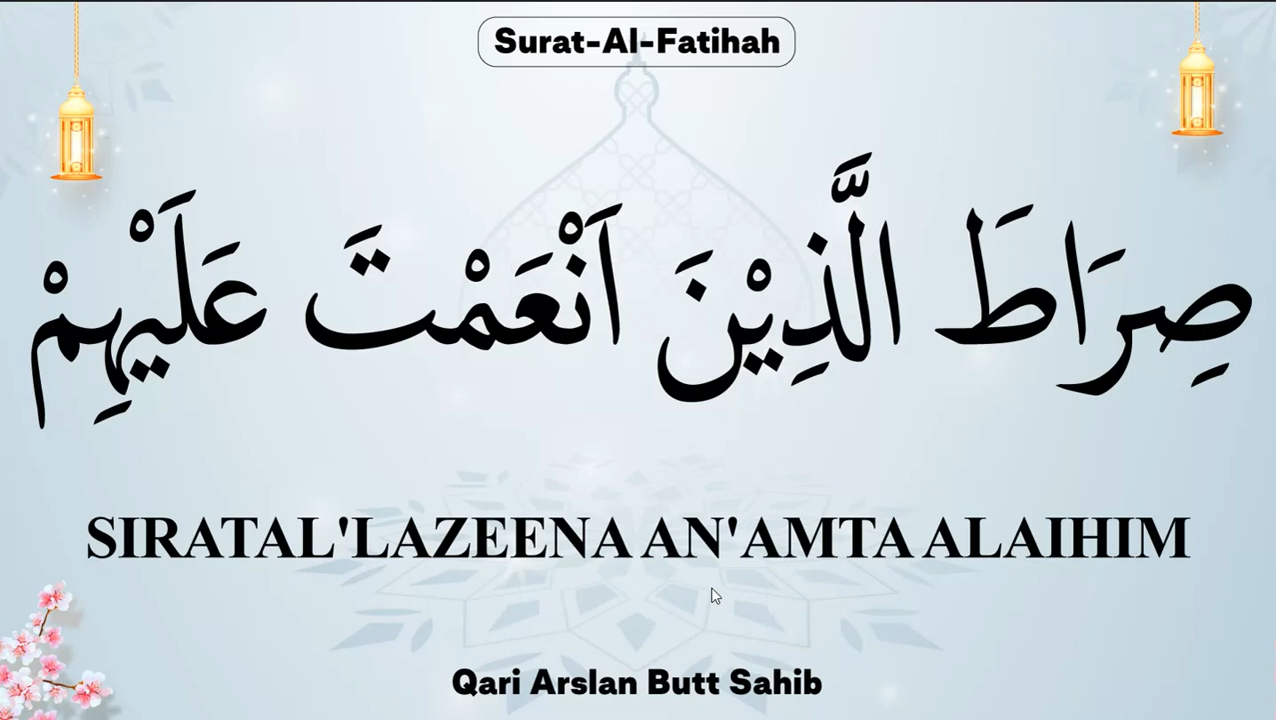 Surat-Al-Fatihah
صِرَاطَ الَّذِيْنَ اَنْعَمْتَ عَلَيْهِمْ
SIRATAL'LAZEENA AN'AMTA ALAIHIM
Qari Arslan Butt Sahib